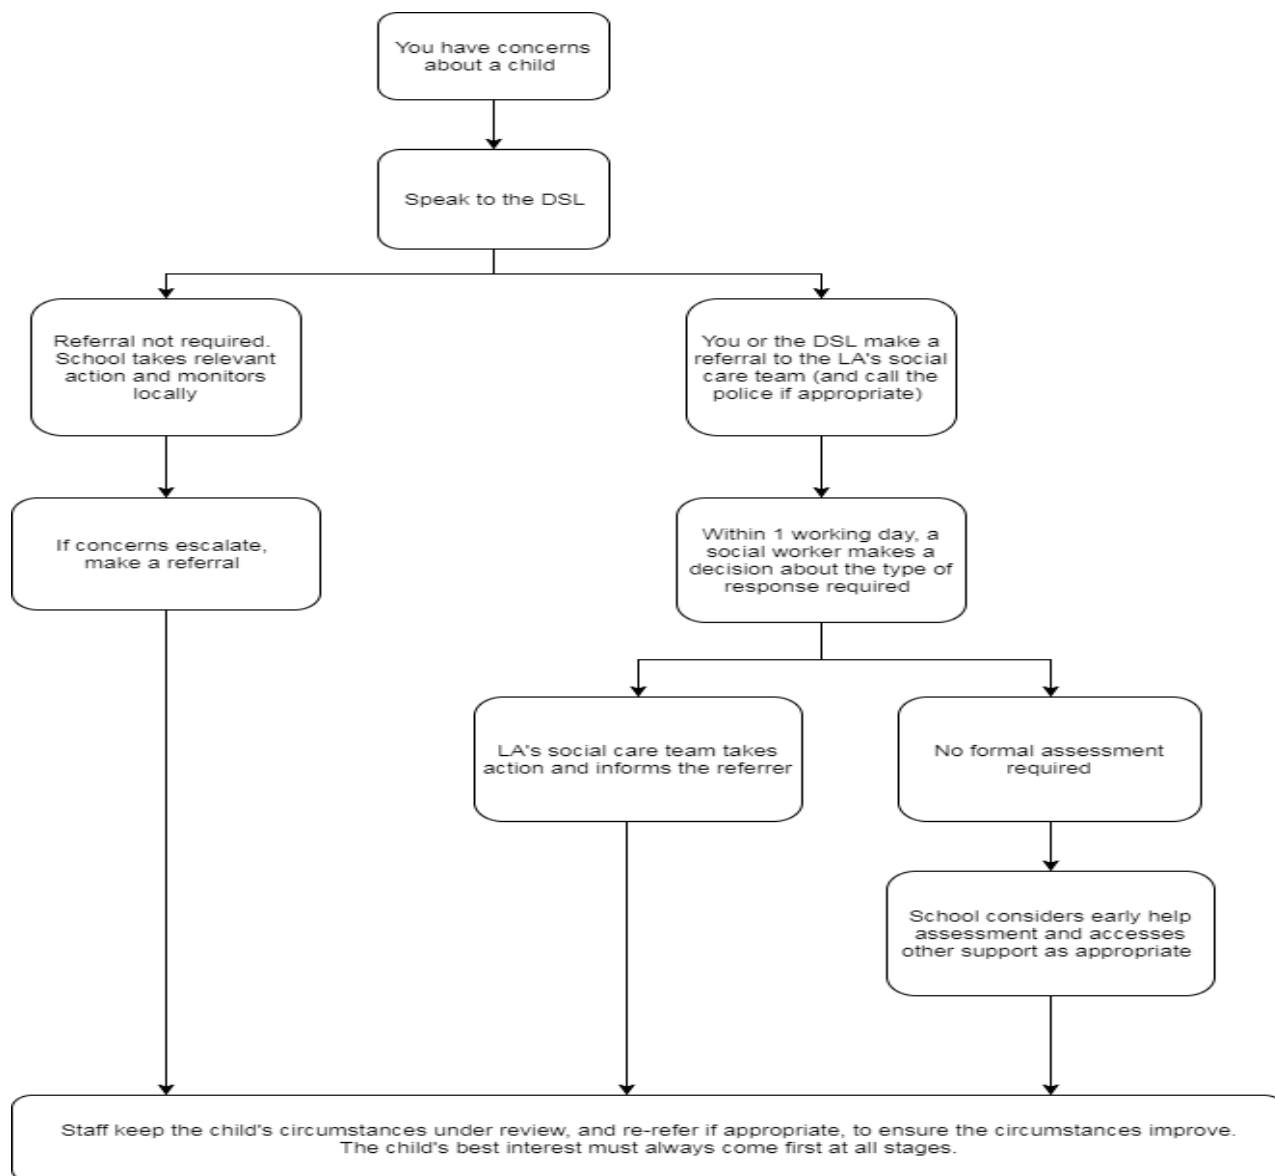 You have concerns
about a child
Speak to the DSL
Referral not required.
School takes relevant
action and monitors
locally
You or the DSL make a
referral to the LA's social
care team (and call the
police if appropriate)
If concerns escalate,
make a referral
Within 1 working day, a
social worker makes a
decision about the type of
response required
LA's social care team takes
action and informs the referrer
No formal assessment
required
School considers early help
assessment and accesses
other support as appropriate
Staff keep the child's circumstances under review, and re-refer if appropriate, to ensure the circumstances improve.
The child's best interest must always come first at all stages.